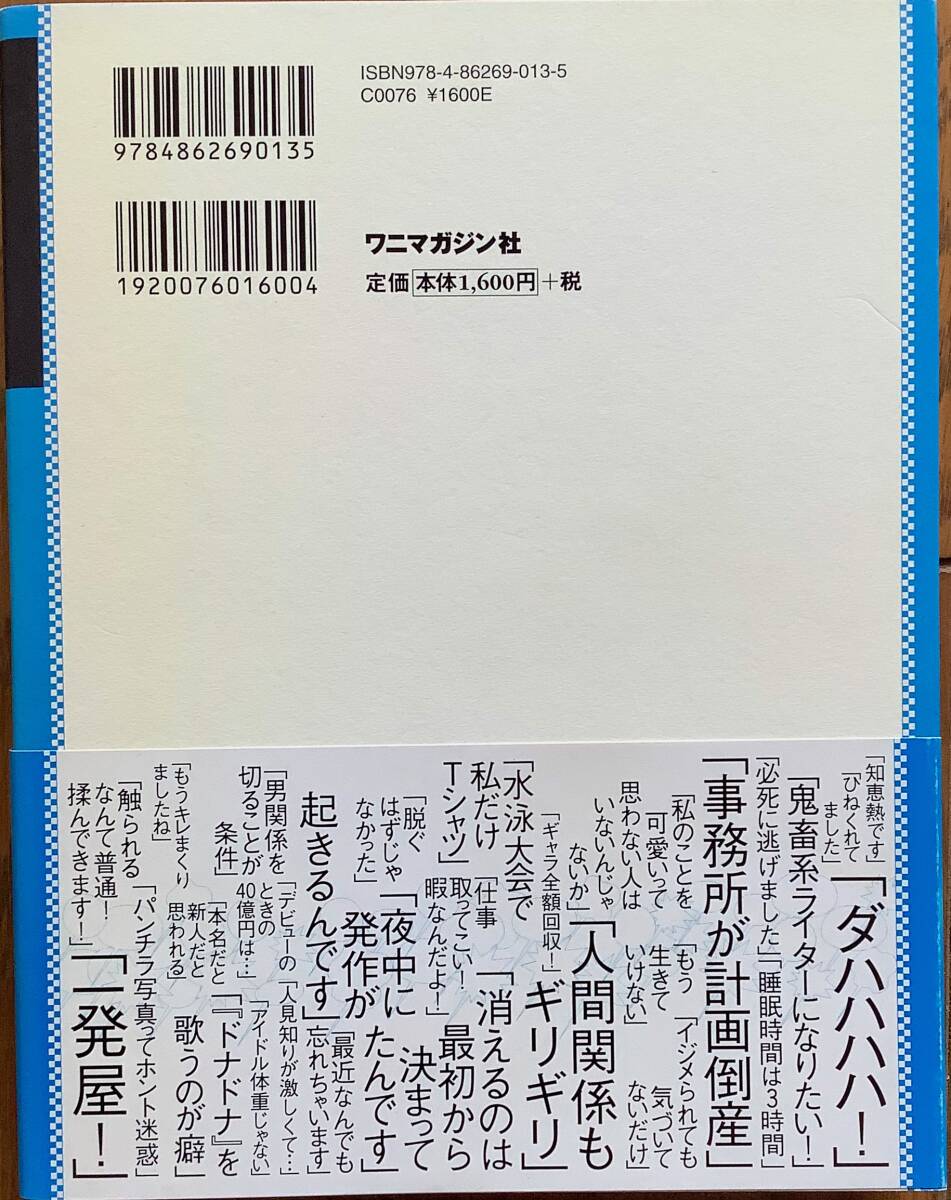 ISBN978-4-86269-013-5
C0076 ¥1600E
9784862690135
1920076016004
ワニマガジン社
定価 本体1,600円 +税
「知恵熱です」
「ひねくれて
ました」
「ダハハハハ！」
「鬼畜系ライターになりたい！」
「必死に逃げました」「睡眠時間は3時間」
「事務所が計画倒産」
「私のことを
可愛いって
思わない人は
いないんじゃ
ないか」
「イジメられても
気づいて
ないだけ」
「もう
生きて
いけない」
「人間関係も
ギリギリ」
「ギャラ全額回収！」
「水泳大会で
私だけ
Tシャツ」
「仕事
取ってこい！
暇なんだよ！」
「消えるのは
最初から
決まって
たんです」
「脱ぐ
はずじゃ
なかった」
「夜中に
発作が
起きるんです」
「最近なんでも
忘れちゃいます」
「男関係を
切ることが
条件」
「デビューの
ときの
40億円は…」
「人見知りが激しくて…」
「アイドル体重じゃない」
「もうキレまくり
ましたね」
「本名だと
新人だと
思われる」
「『ドナドナ』を
歌うのが癖」
「触られる
なんて普通！
揉んできます！」
「パンチラ写真ってホント迷惑」
「一発屋！」